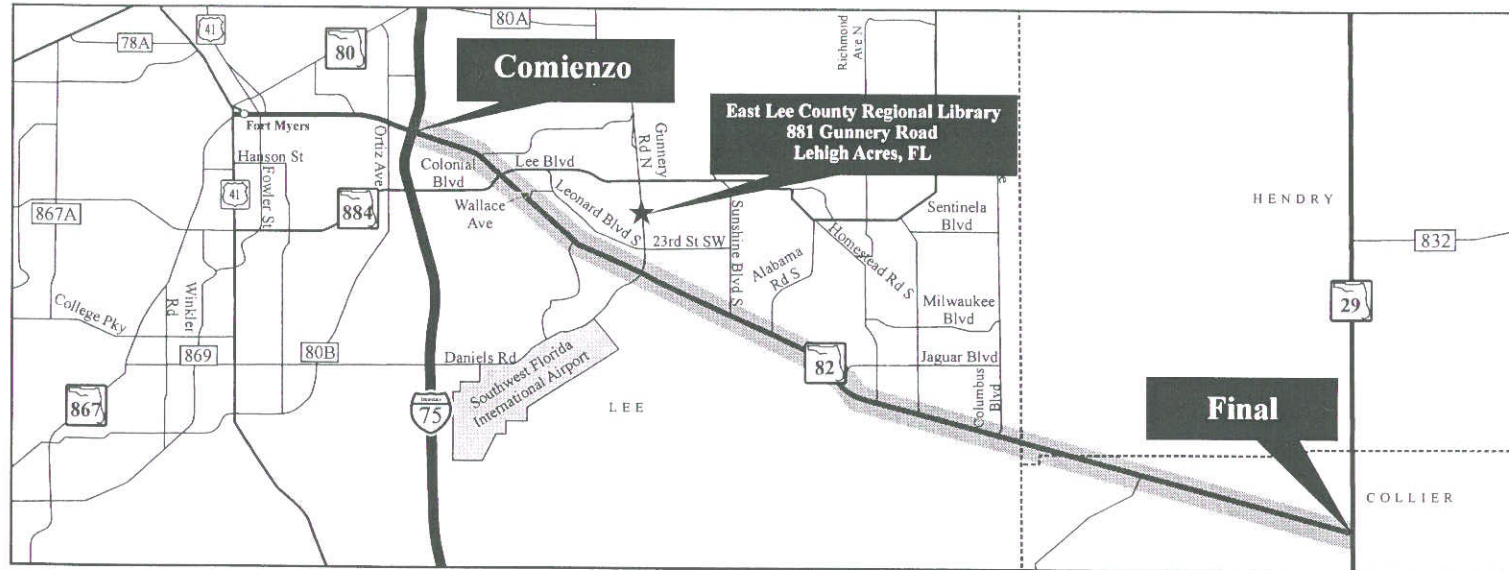 41
78A
80
80A
Richmond
Ave N
Comienzo
East Lee County Regional Library
881 Gunnery Road
Lehigh Acres, FL
Fort Myers
Ortiz Ave
Gunnery
Rd N
Hanson St
Colonial
Blvd
Lee Blvd
41
Fowler St
867A
884
Wallace
Ave
Leonard Blvd S
23rd St SW
Sunshine Blvd S
Alabama
Rd S
Homestead Rd S
Sentinela
Blvd
HENDRY
832
29
College Pky
Winkler
Rd
869
80B
Daniels Rd
Southwest Florida
International Airport
Milwaukee
Blvd
82
Jaguar Blvd
Columbus
Blvd
867
75
LEE
Final
COLLIER